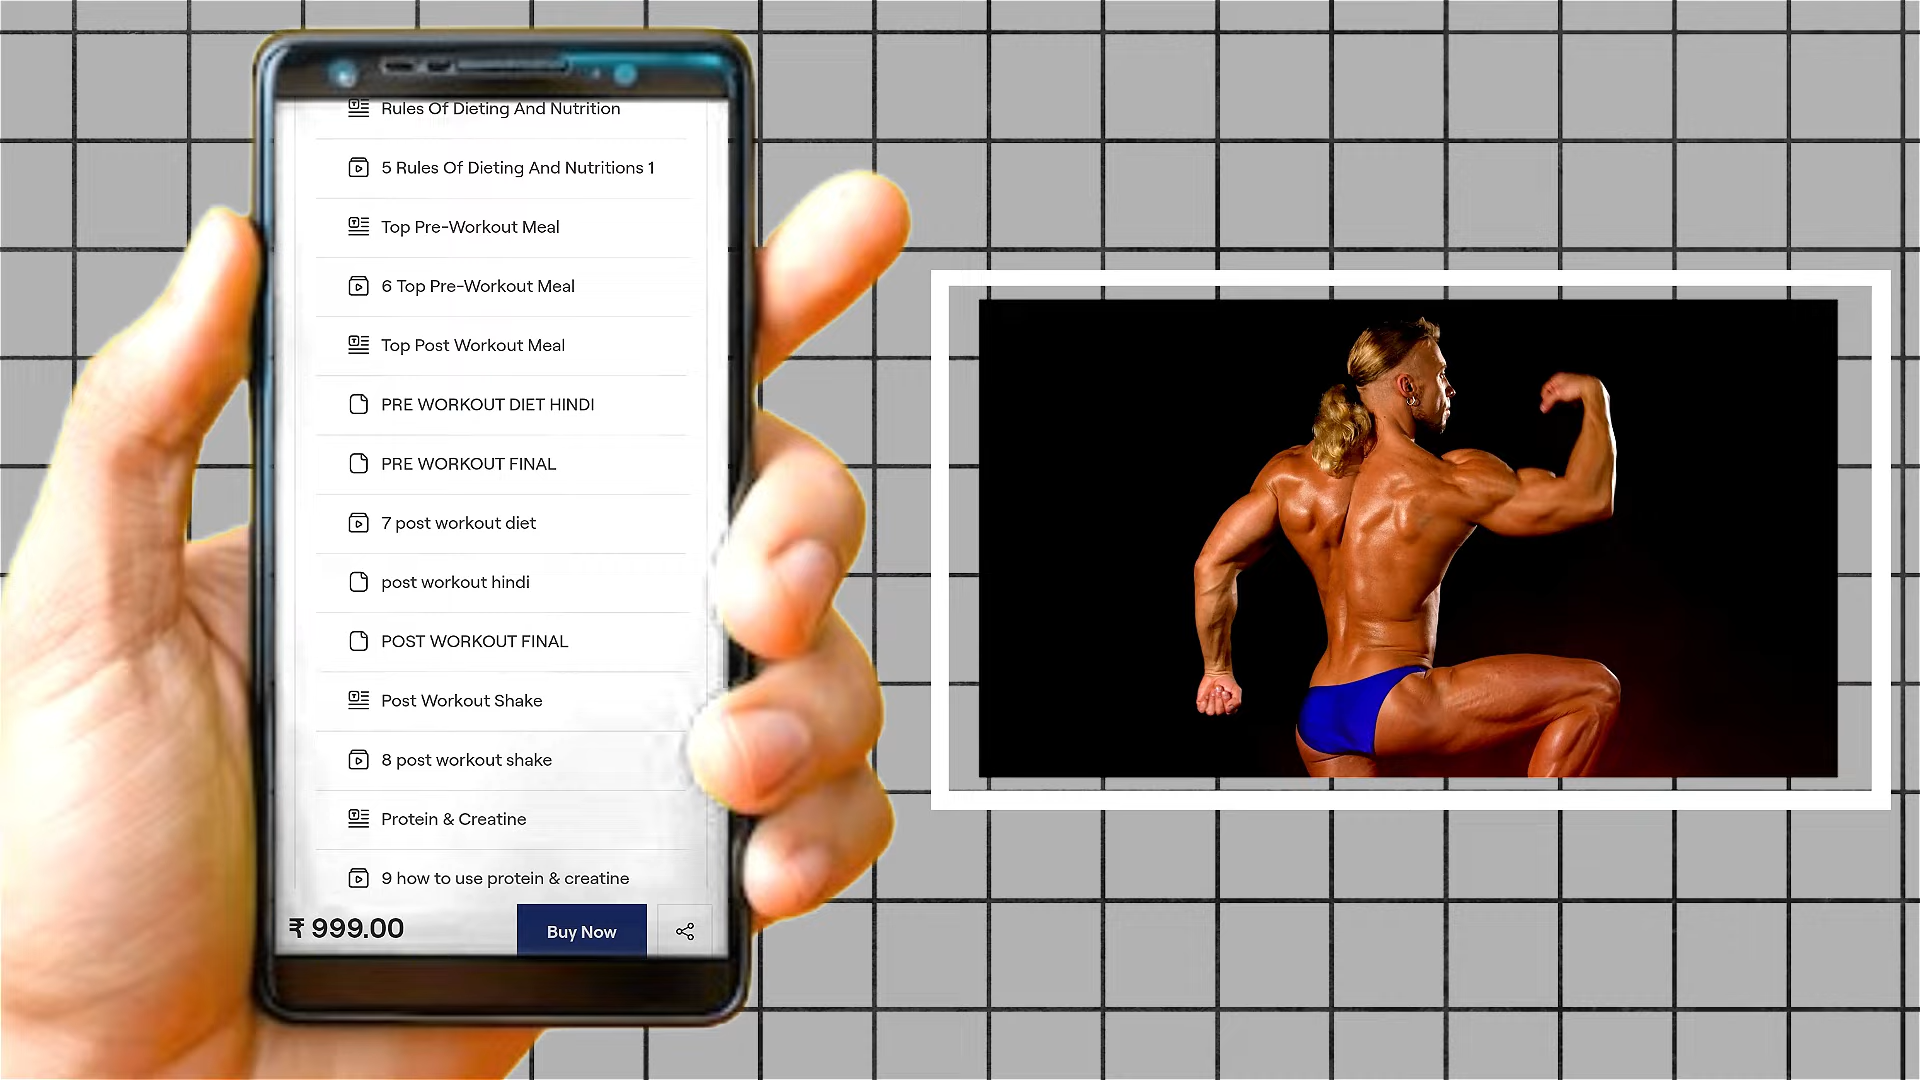 Rules Of Dieting And Nutrition
5 Rules Of Dieting And Nutritions 1
Top Pre-Workout Meal
6 Top Pre-Workout Meal
Top Post Workout Meal
PRE WORKOUT DIET HINDI
PRE WORKOUT FINAL
7 post workout diet
post workout hindi
POST WORKOUT FINAL
Post Workout Shake
8 post workout shake
Protein & Creatine
9 how to use protein & creatine
₹ 999.00
Buy Now